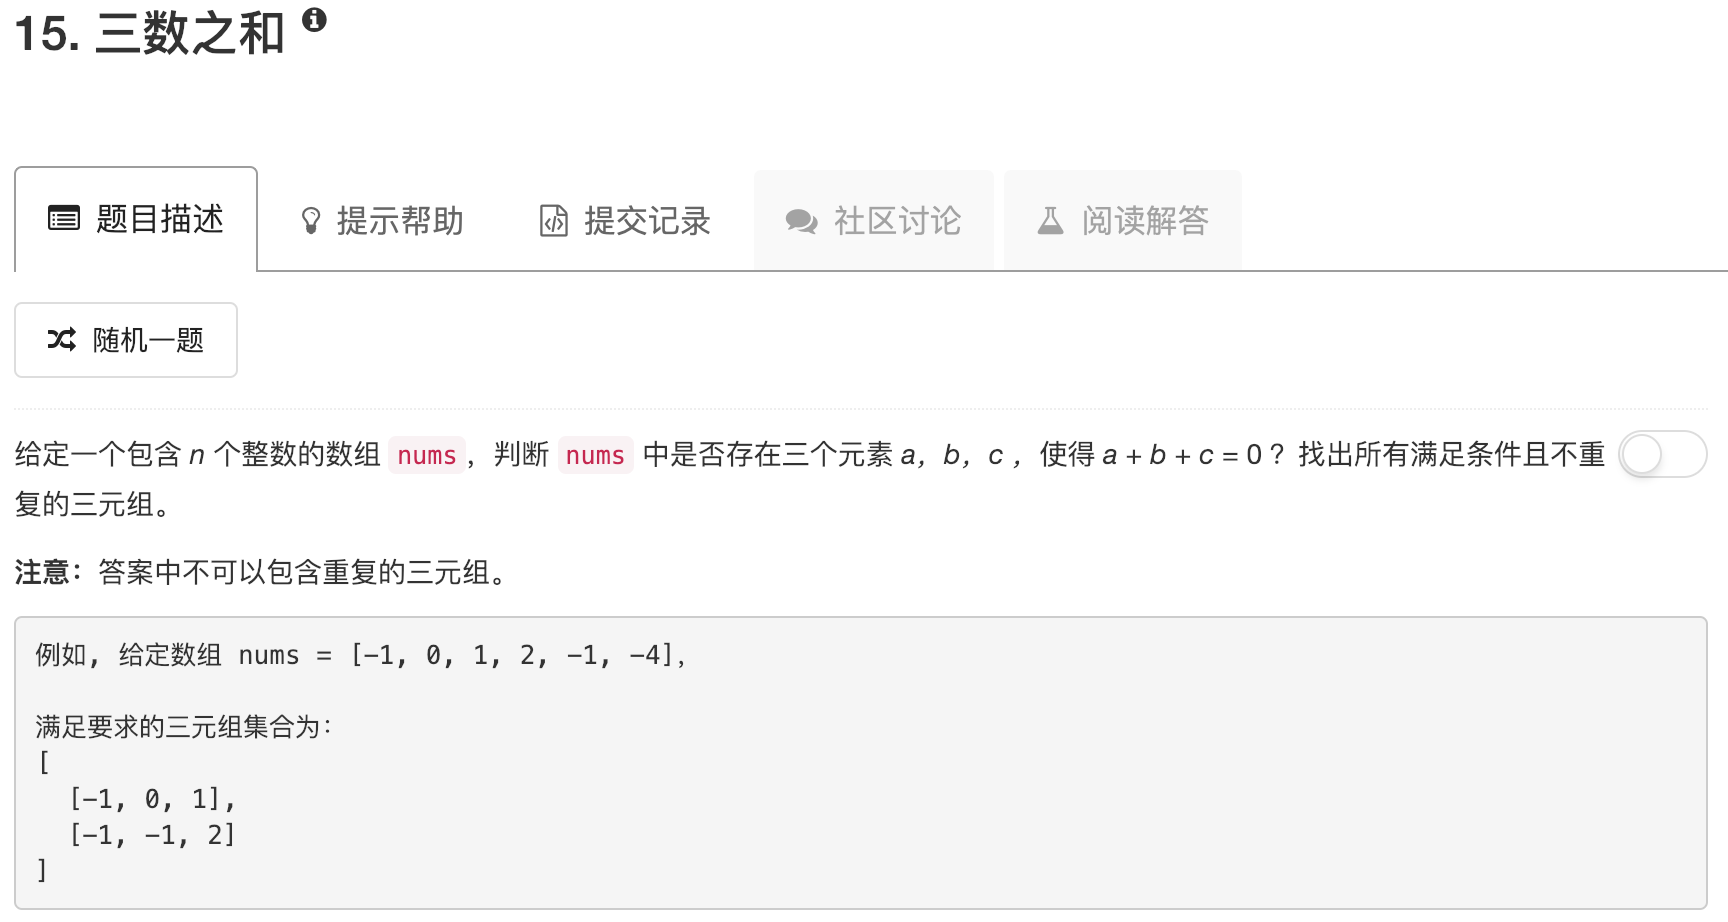 15. 三数之和
题目描述 提示帮助 提交记录 社区讨论 阅读解答
随机一题
给定一个包含 n 个整数的数组 nums，判断 nums 中是否存在三个元素 a，b，c ，使得 a + b + c = 0 ？找出所有满足条件且不重
复的三元组。
注意：答案中不可以包含重复的三元组。
例如, 给定数组 nums = [-1, 0, 1, 2, -1, -4]，
满足要求的三元组集合为：
[
  [-1, 0, 1],
  [-1, -1, 2]
]